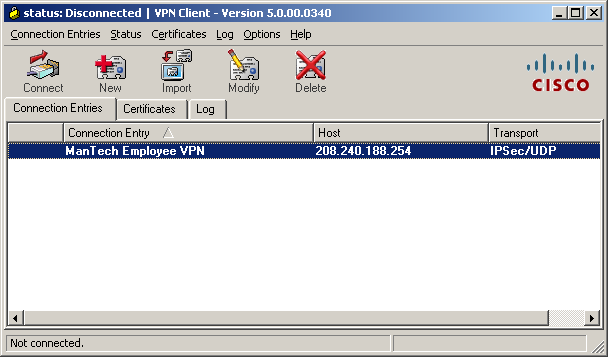 status: Disconnected | VPN Client - Version 5.0.00.0340
Connection Entries Status Certificates Log Options Help
Connect New Import Modify Delete
CISCO
Connection Entries Certificates Log
Connection Entry Host Transport
ManTech Employee VPN 208.240.188.254 IPSec/UDP
Not connected.